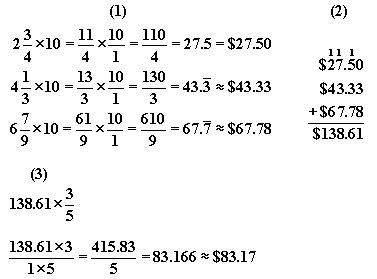 (1)
2 3/4 ×10 = 11/4 × 10/1 = 110/4 = 27.5 = $27.50
4 1/3 ×10 = 13/3 × 10/1 = 130/3 = 43.3̅ ≈ $43.33
6 7/9 ×10 = 61/9 × 10/1 = 610/9 = 67.7̅ ≈ $67.78
(2)
11 1
$27.50
$43.33
+$67.78
$138.61
(3)
138.61× 3/5
138.61×3/1×5 = 415.83/5 = 83.166 ≈ $83.17